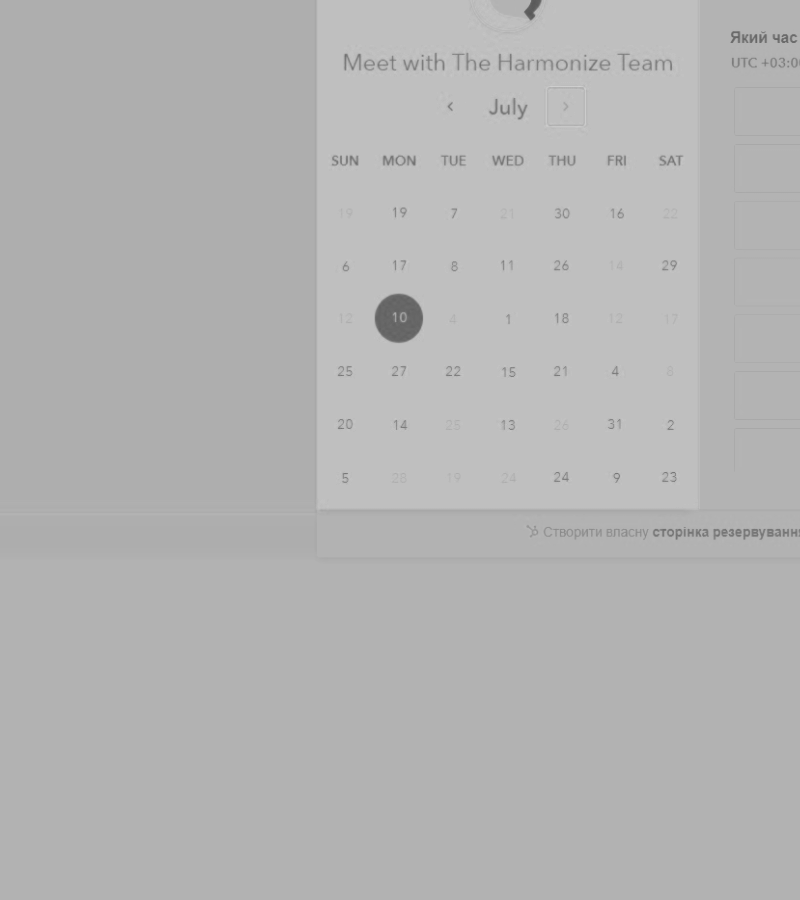 Який час
Meet with The Harmonize Team
UTC +03:0
July
SUN MON TUE WED THU FRI SAT
19 19 7 21 30 16 22
6 17 8 11 26 14 29
12 10 4 1 18 12 17
25 27 22 15 21 4 8
20 14 25 13 26 31 2
5 28 19 24 24 9 23
Створити власну сторінка резервування